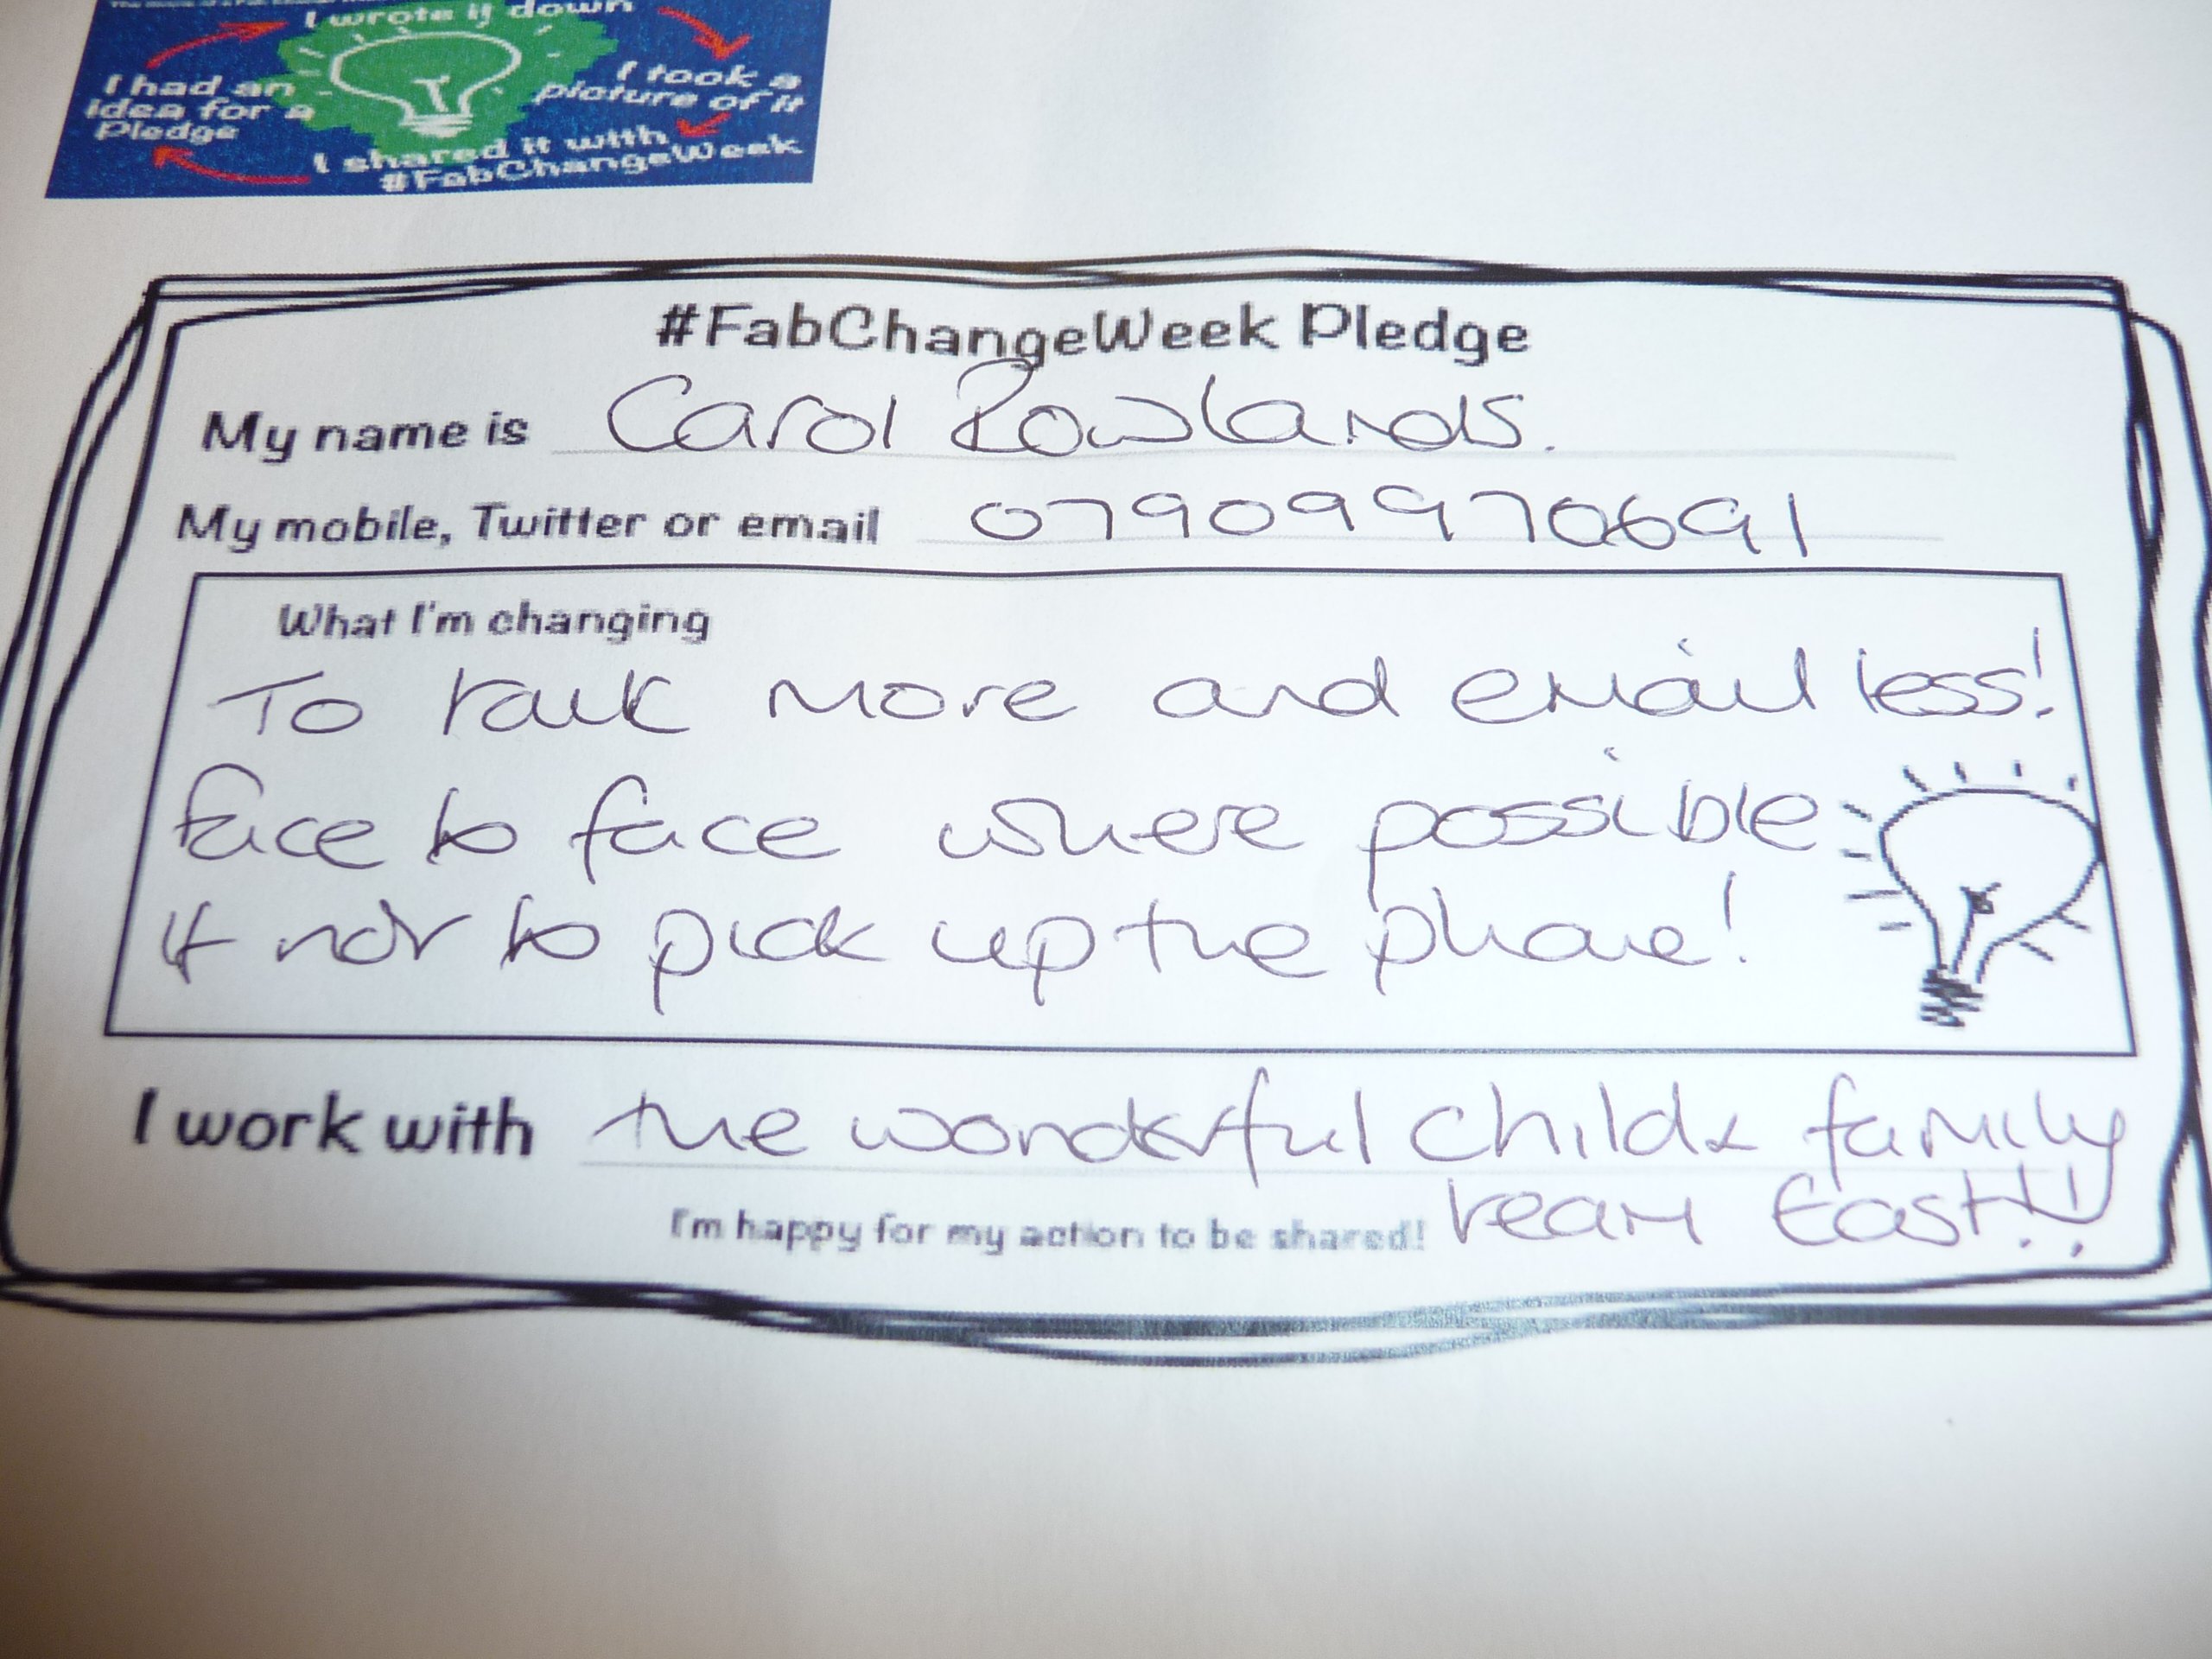 I wrote it down
I had an
idea for a
Pledge
I took a
picture of it
I shared it with
#FabChangeWeek
#FabChangeWeek Pledge
My name is Carol Rowlands.
My mobile, Twitter or email 07909970691
What I'm changing
To talk more and email less!
face to face where possible
if not to pick up the phone!
I work with the wonderful child & family
team East!!
I'm happy for my action to be shared!